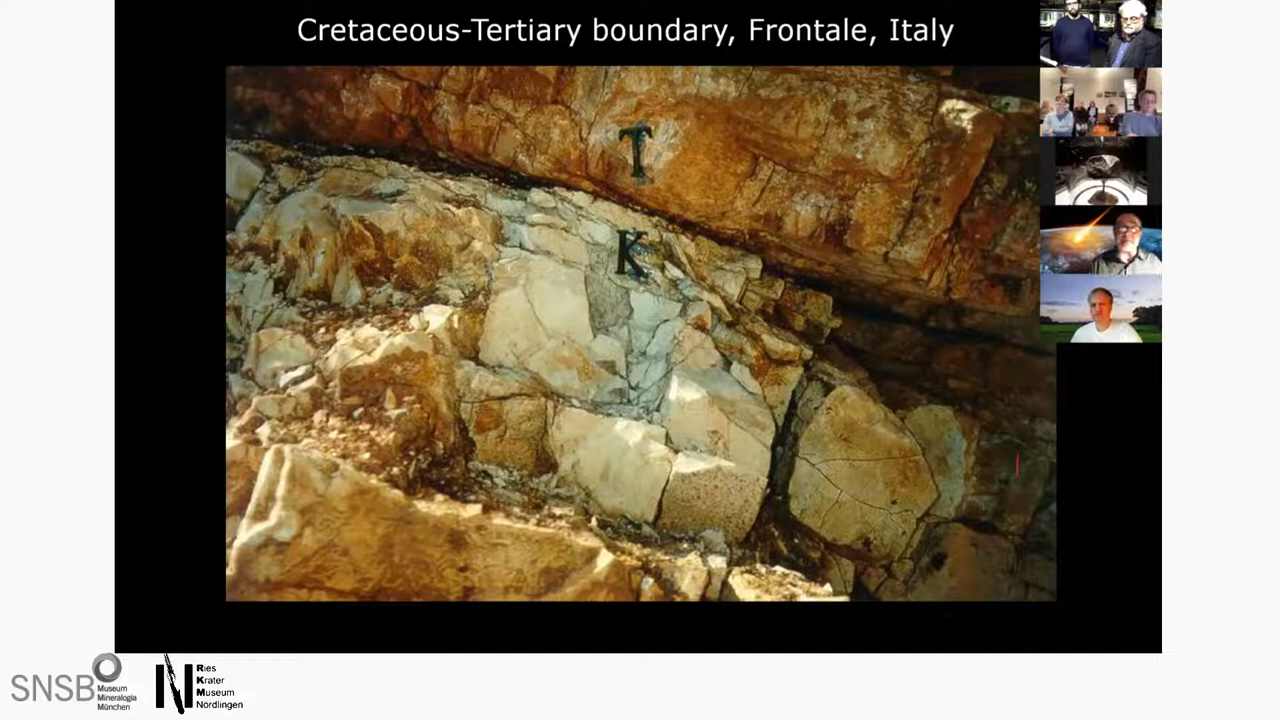 Cretaceous-Tertiary boundary, Frontale, Italy
T
K
SNSB
Museum
Mineralogia
München
Ries
Krater
Museum
Nördlingen